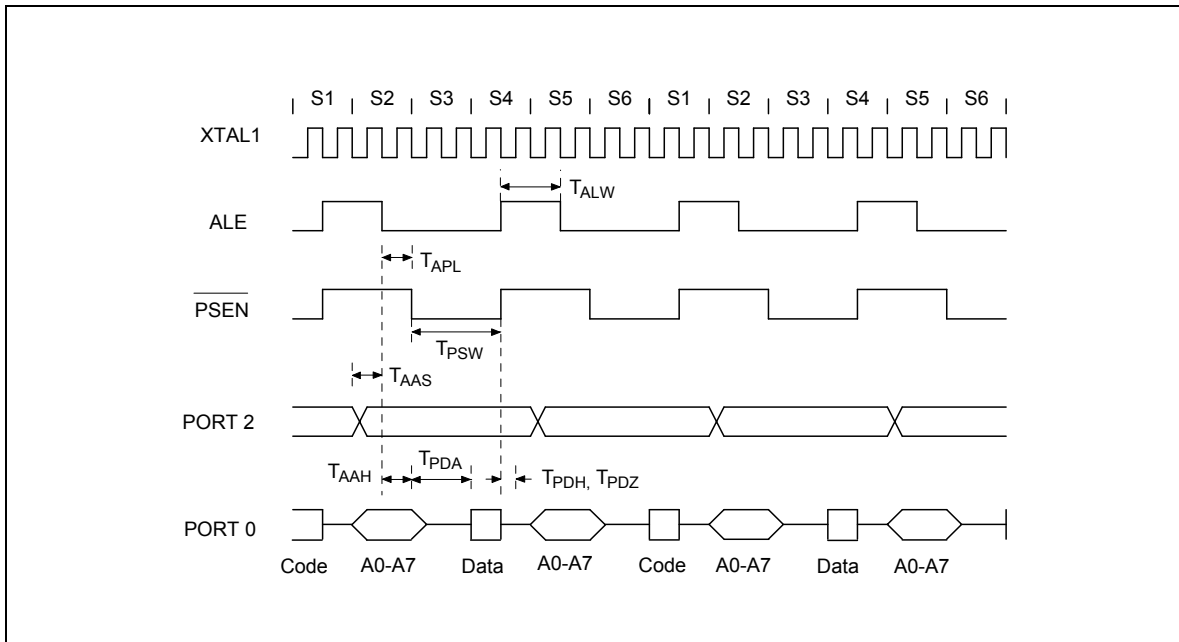 S1 S2 S3 S4 S5 S6 S1 S2 S3 S4 S5 S6
XTAL1
TALW
ALE
TAPL
PSEN
TPSW
TAAS
PORT 2
TAAH TPDA TPDH, TPDZ
PORT 0
Code A0-A7 Data A0-A7 Code A0-A7 Data A0-A7